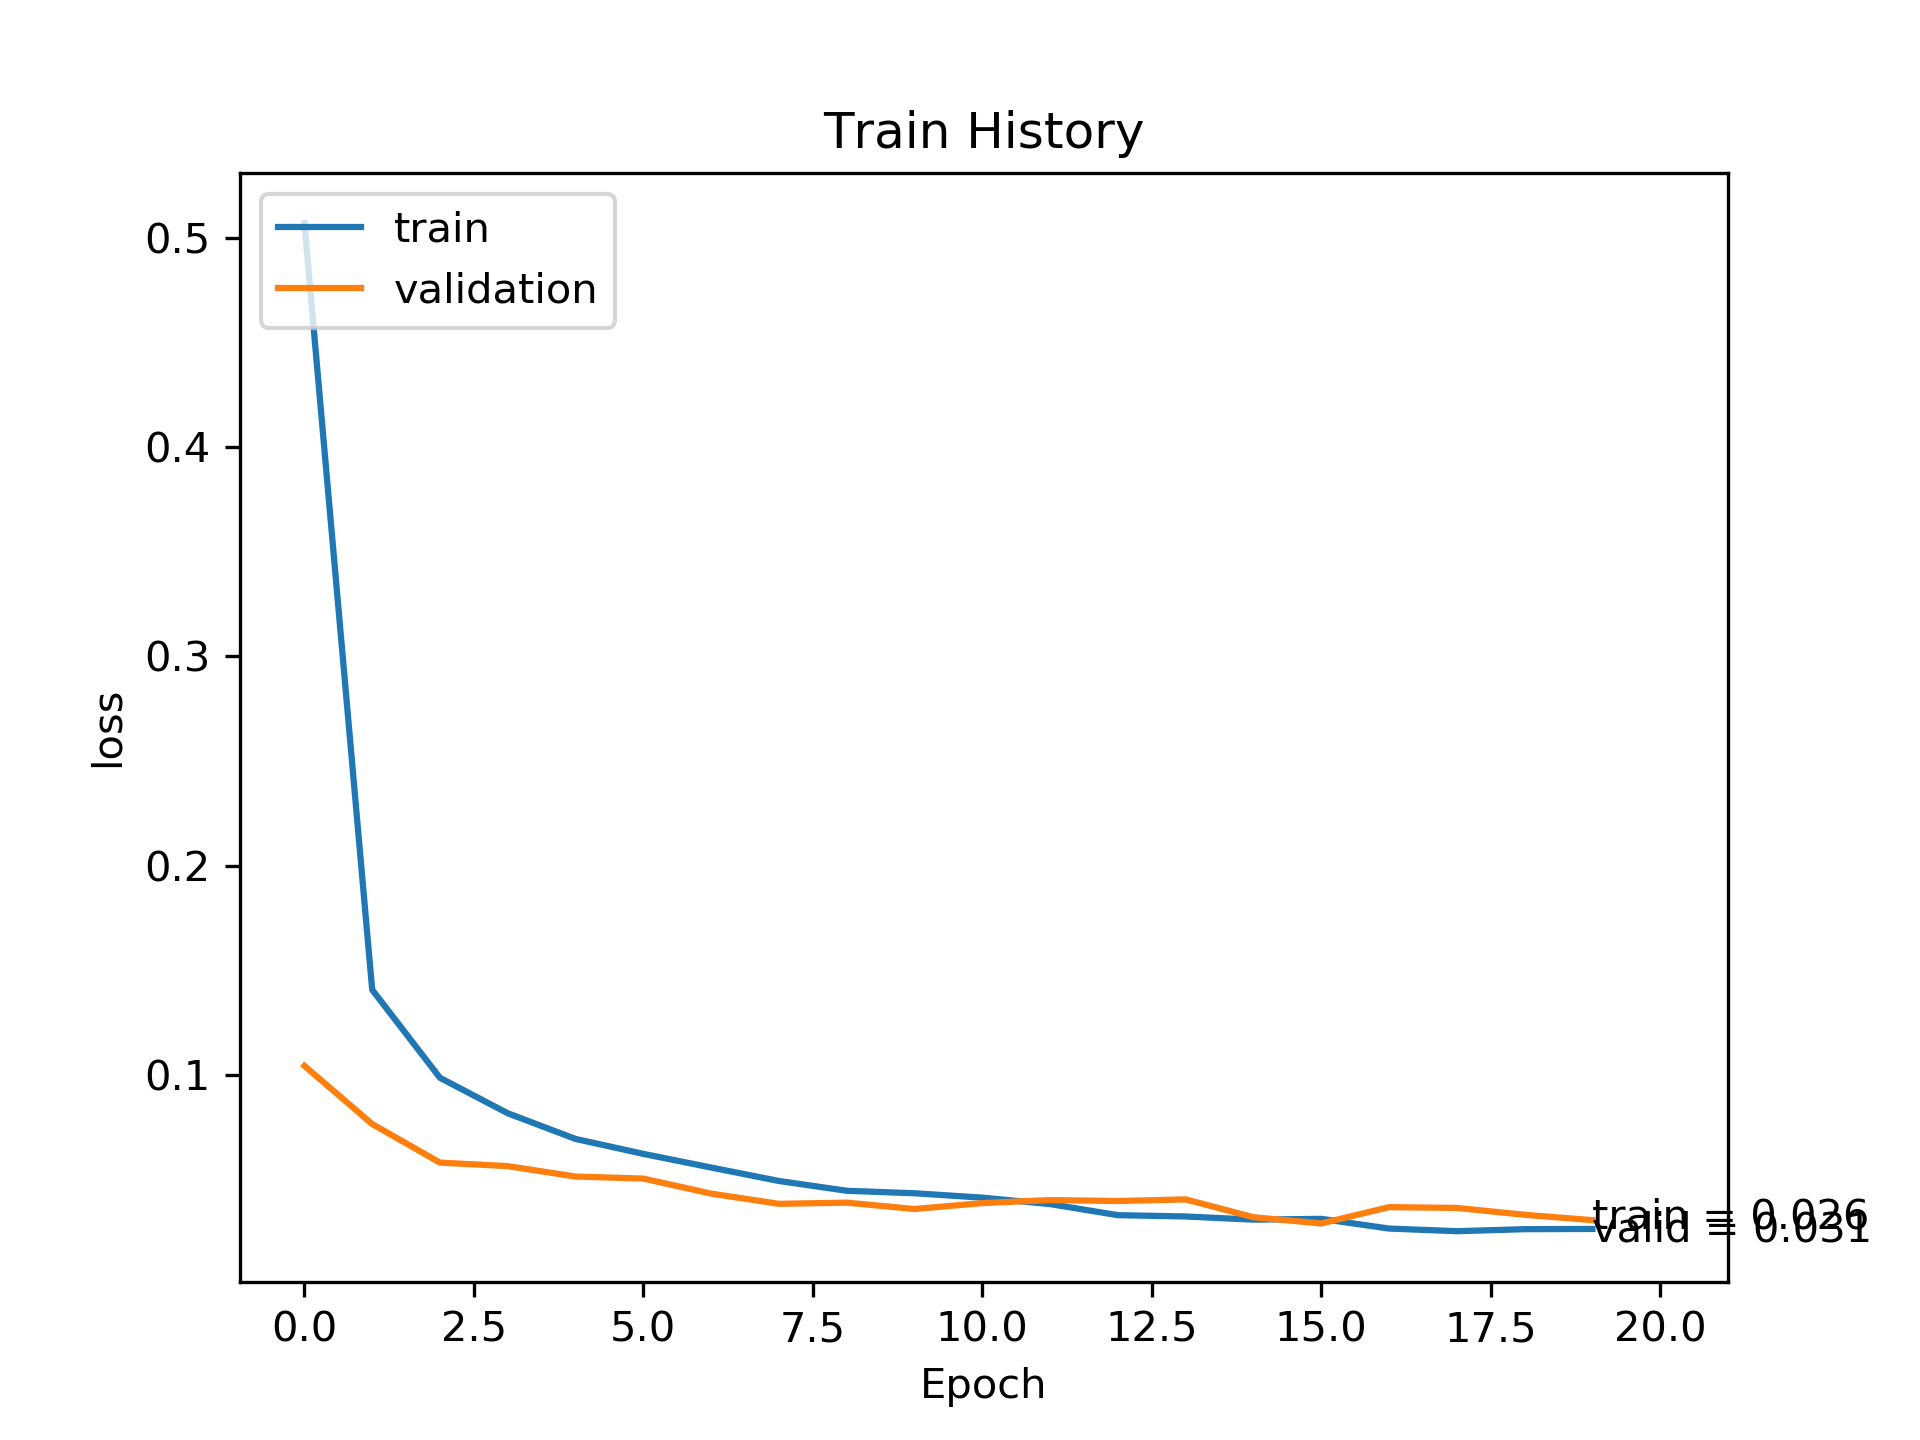 Train History
train
validation
0.5
0.4
0.3
0.2
0.1
loss
train = 0.026
valid = 0.031
0.0 2.5 5.0 7.5 10.0 12.5 15.0 17.5 20.0
Epoch